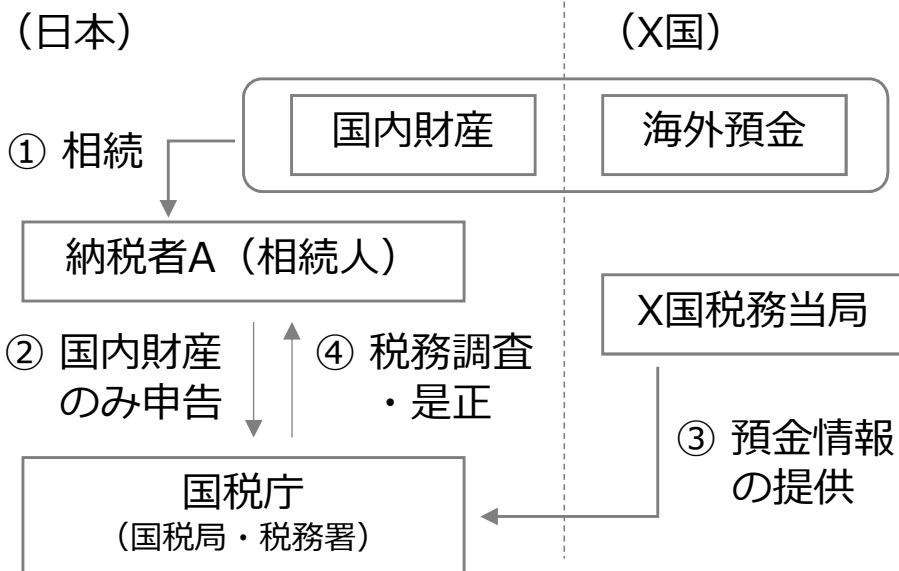 （日本）
（X国）
国内財産
海外預金
① 相続
納税者A（相続人）
X国税務当局
② 国内財産
のみ申告
④ 税務調査
・是正
③ 預金情報
の提供
国税庁
（国税局・税務署）